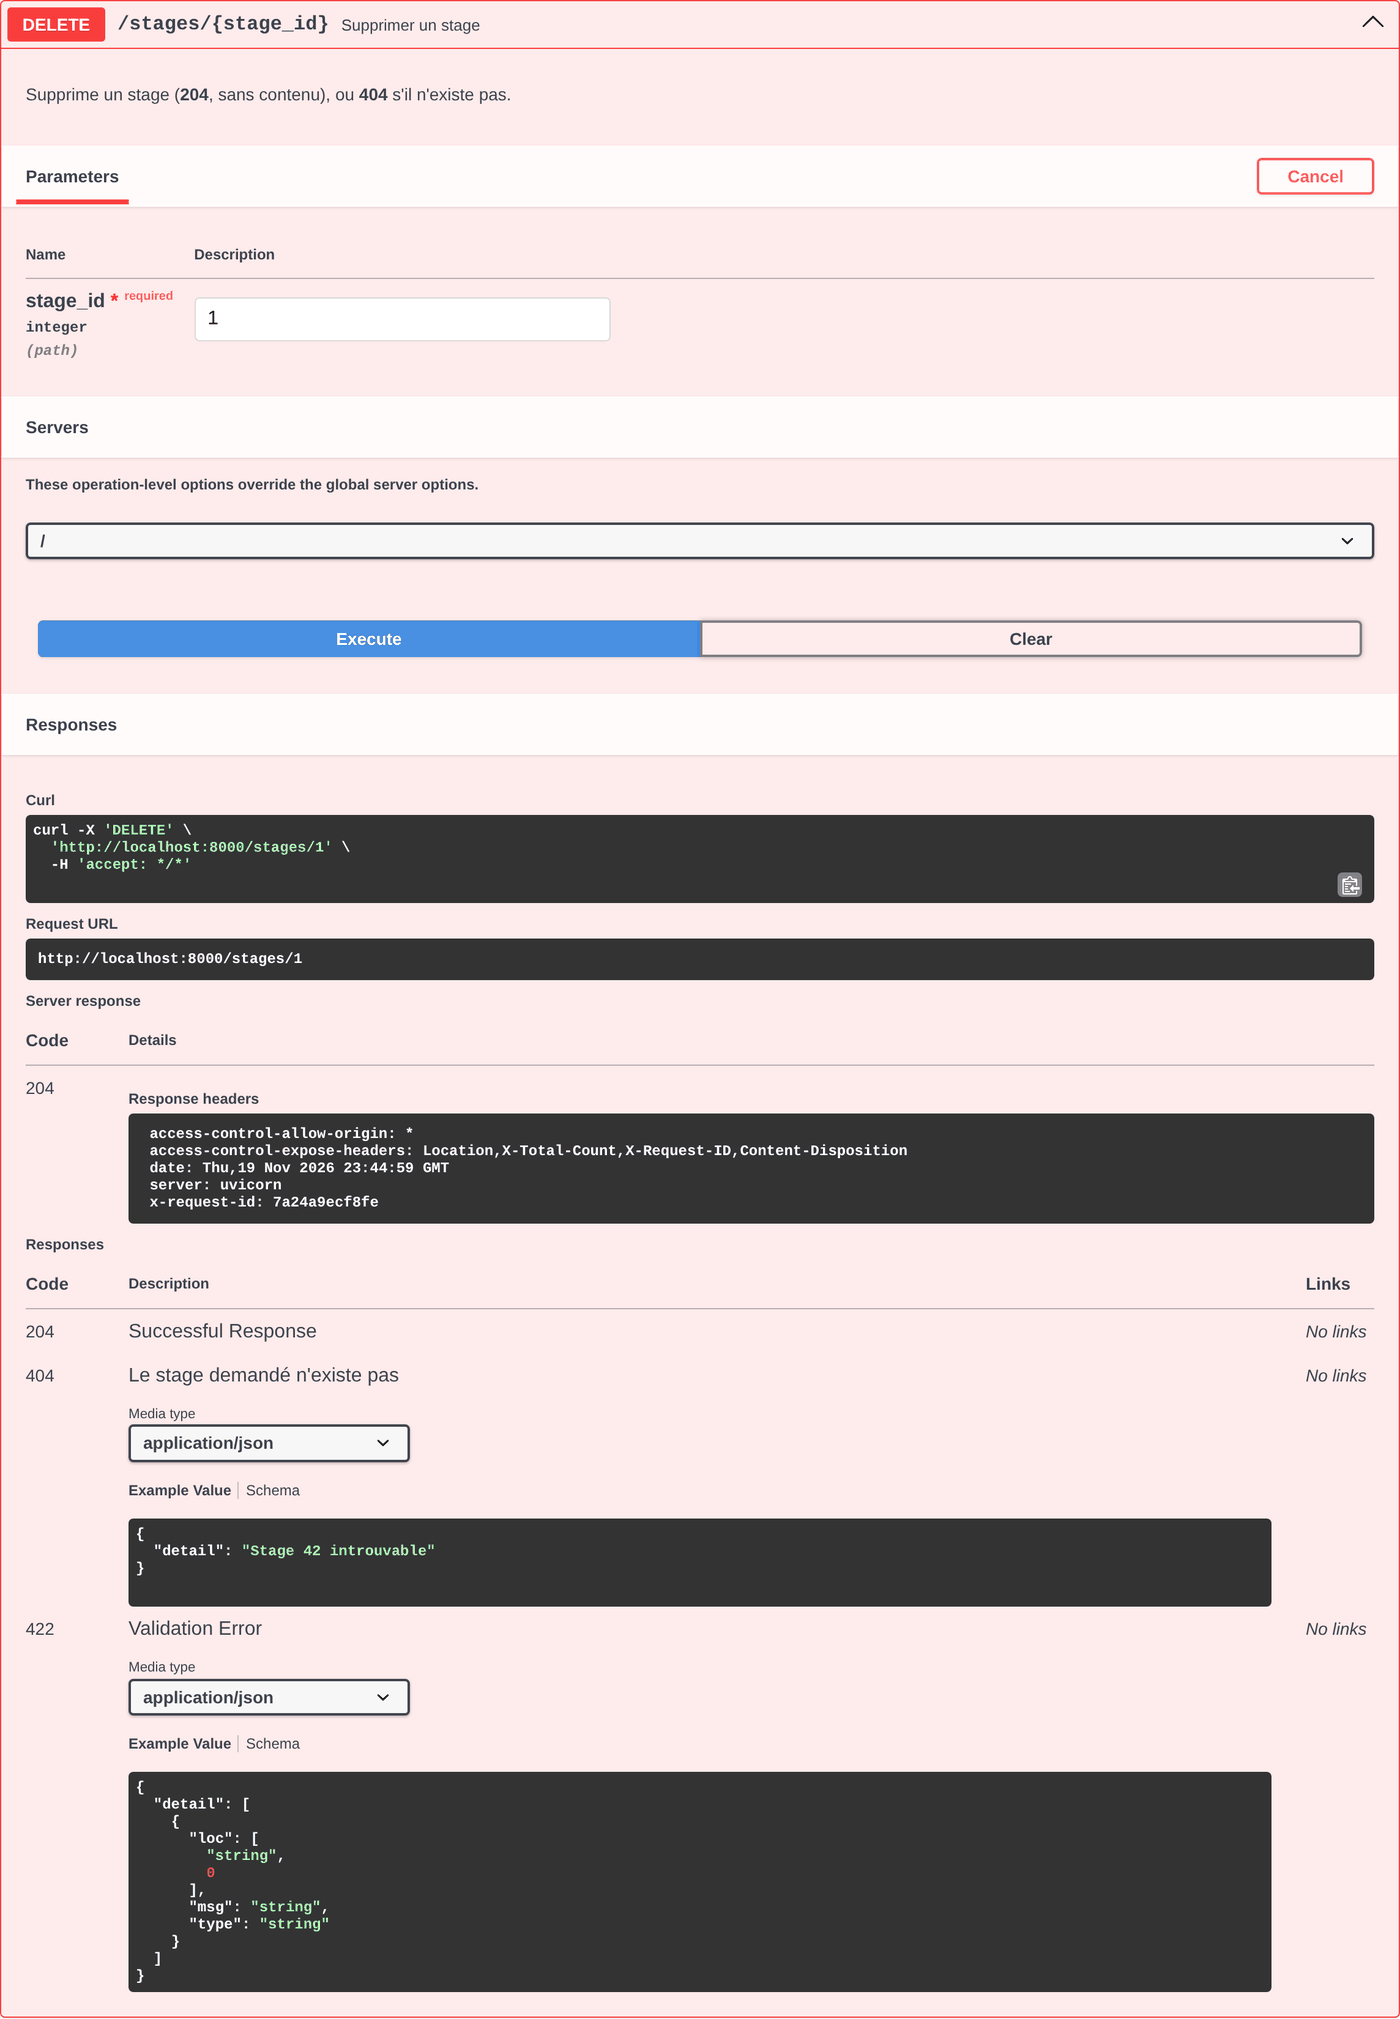 DELETE /stages/{stage_id} Supprimer un stage
Supprime un stage (204, sans contenu), ou 404 s'il n'existe pas.
Parameters
Cancel
Name Description
stage_id * required
integer
(path)
1
Servers
These operation-level options override the global server options.
/
Execute
Clear
Responses
Curl
curl -X 'DELETE' \
  'http://localhost:8000/stages/1' \
  -H 'accept: */*'
Request URL
http://localhost:8000/stages/1
Server response
Code Details
204
Response headers
access-control-allow-origin: *
access-control-expose-headers: Location,X-Total-Count,X-Request-ID,Content-Disposition
date: Thu,19 Nov 2026 23:44:59 GMT
server: uvicorn
x-request-id: 7a24a9ecf8fe
Responses
Code Description Links
204 Successful Response No links
404 Le stage demandé n'existe pas No links
Media type
application/json
Example Value Schema
{
  "detail": "Stage 42 introuvable"
}
422 Validation Error No links
Media type
application/json
Example Value Schema
{
  "detail": [
    {
      "loc": [
        "string",
        0
      ],
      "msg": "string",
      "type": "string"
    }
  ]
}